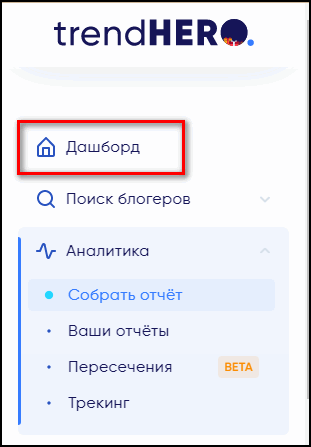 trendHERO.
Дашборд
Поиск блогеров
Аналитика
Собрать отчёт
Ваши отчёты
Пересечения BETA
Трекинг